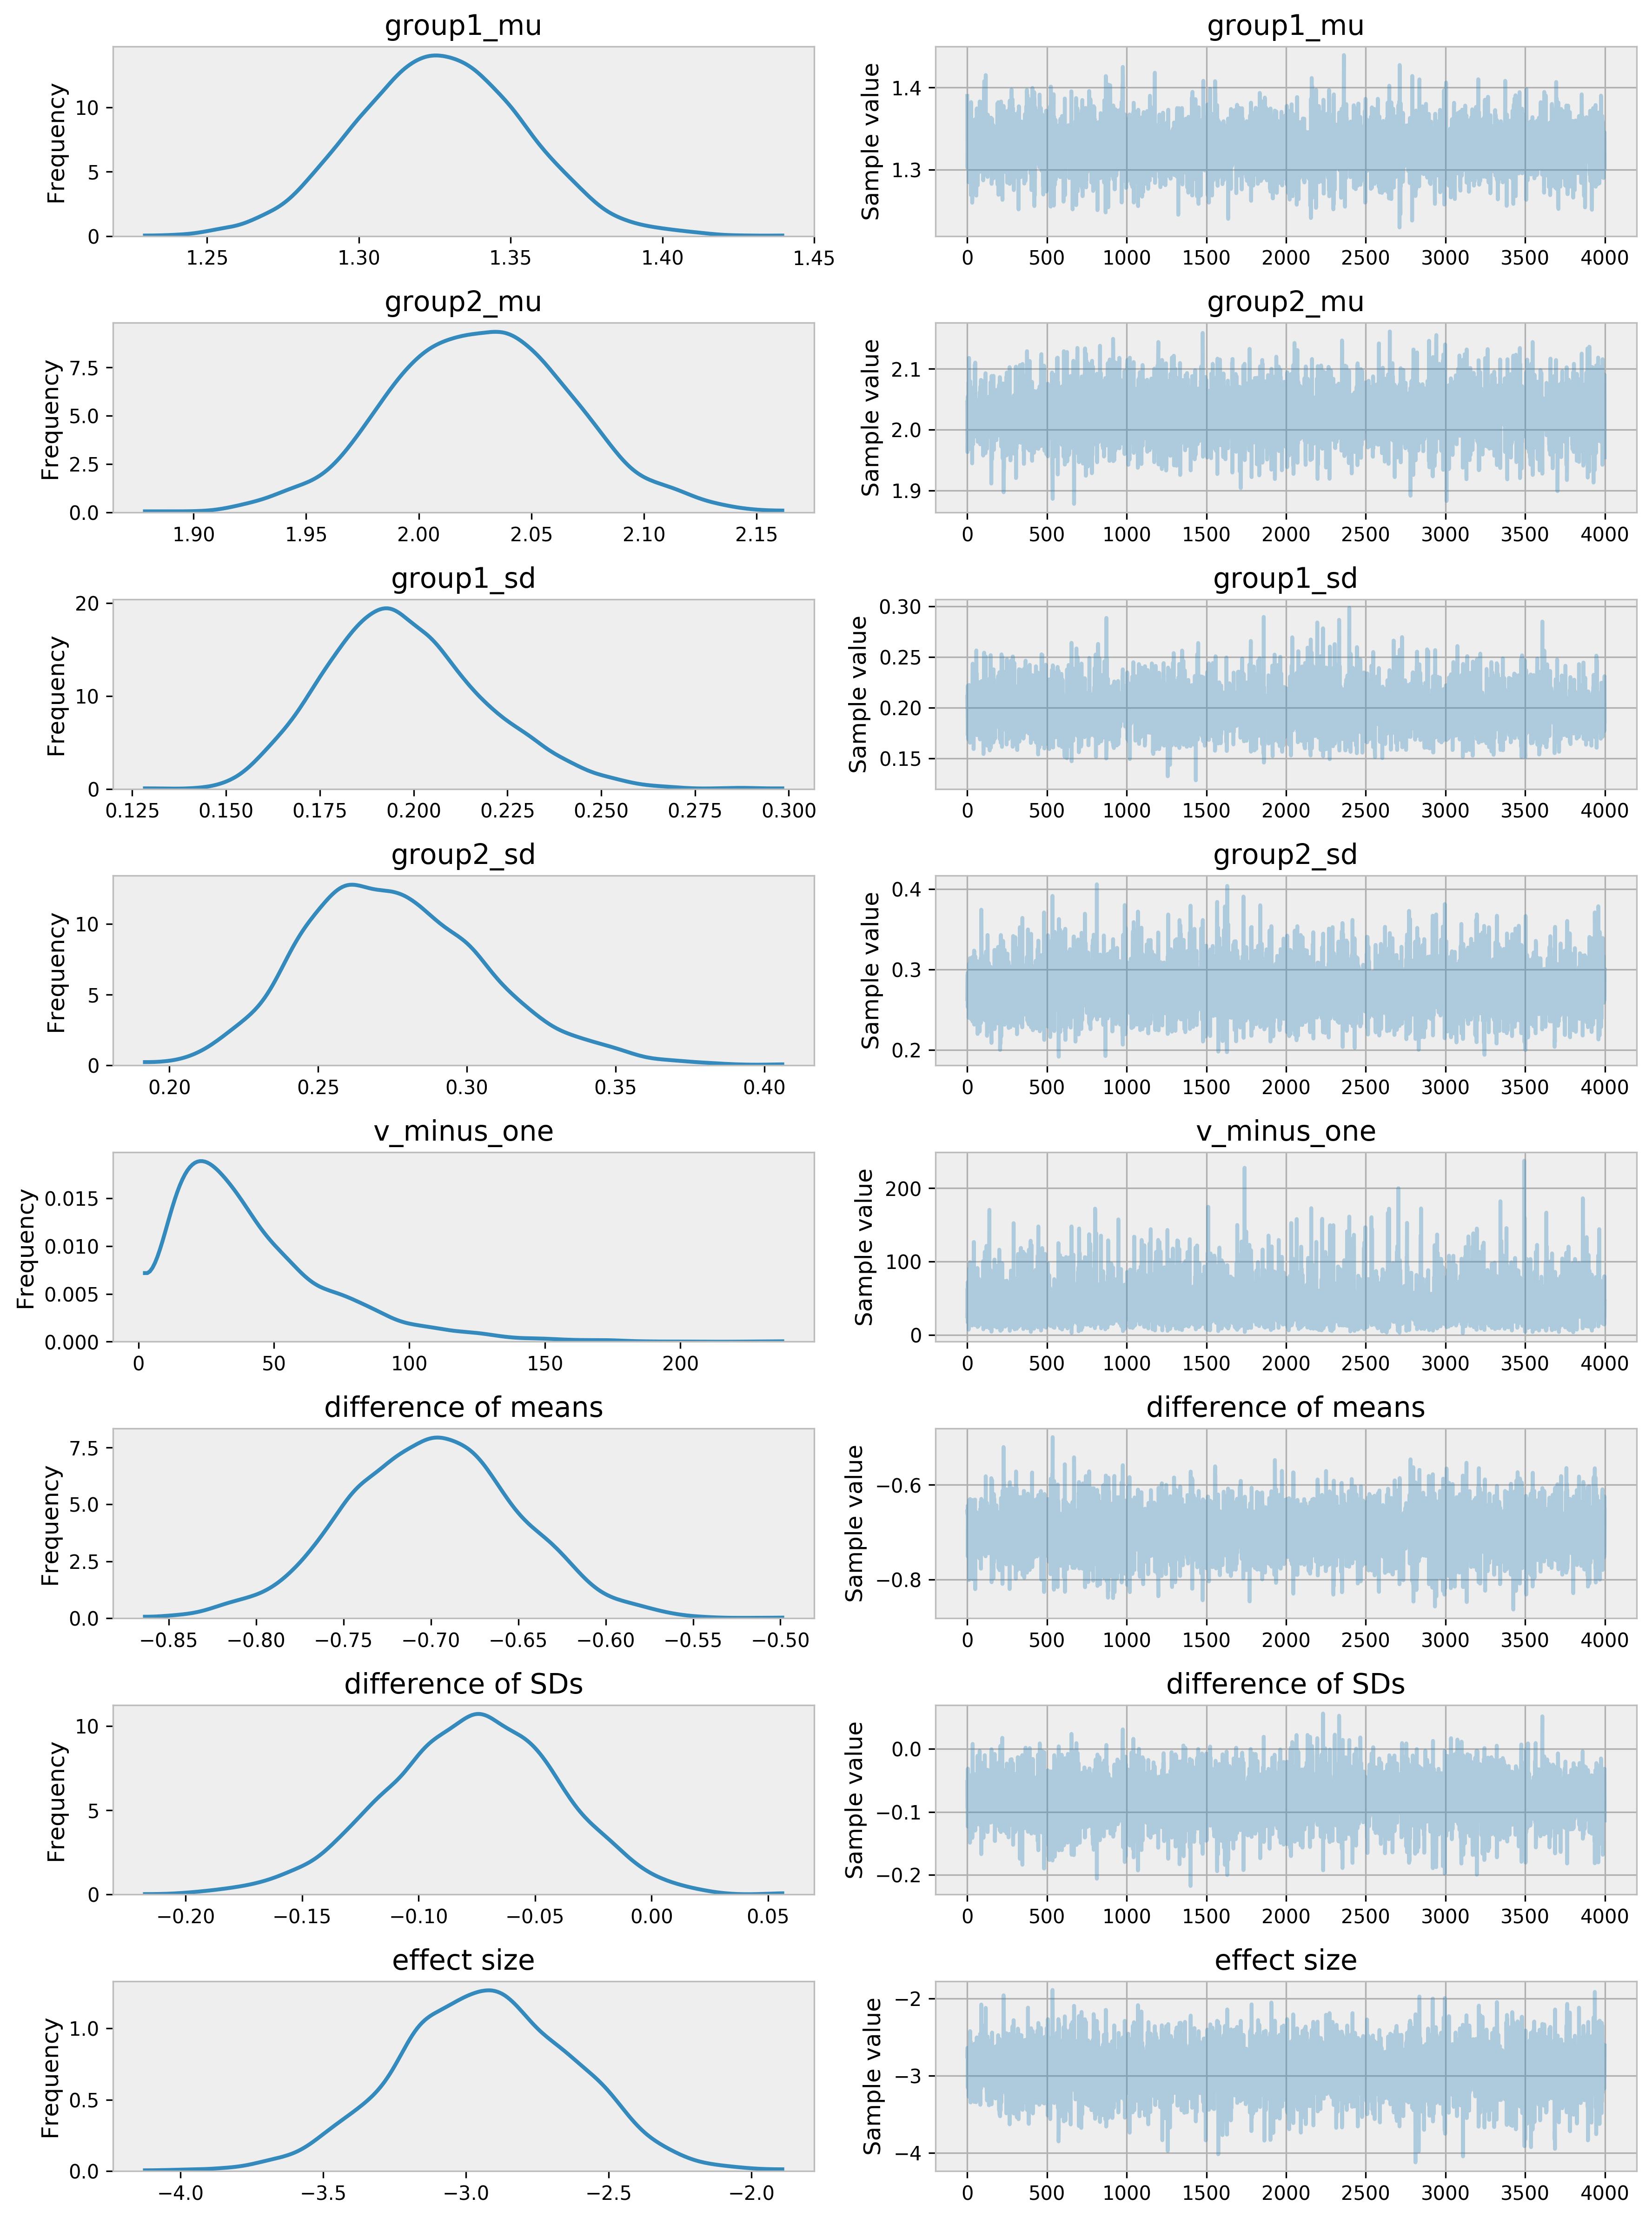 group1_mu
Frequency
10
5
0
1.25 1.30 1.35 1.40 1.45
group1_mu
Sample value
1.4
1.3
0 500 1000 1500 2000 2500 3000 3500 4000
group2_mu
Frequency
7.5
5.0
2.5
0.0
1.90 1.95 2.00 2.05 2.10 2.15
group2_mu
Sample value
2.1
2.0
1.9
0 500 1000 1500 2000 2500 3000 3500 4000
group1_sd
Frequency
20
10
0
0.125 0.150 0.175 0.200 0.225 0.250 0.275 0.300
group1_sd
Sample value
0.30
0.25
0.20
0.15
0 500 1000 1500 2000 2500 3000 3500 4000
group2_sd
Frequency
10
5
0
0.20 0.25 0.30 0.35 0.40
group2_sd
Sample value
0.4
0.3
0.2
0 500 1000 1500 2000 2500 3000 3500 4000
v_minus_one
Frequency
0.015
0.010
0.005
0.000
0 50 100 150 200
v_minus_one
Sample value
200
100
0
0 500 1000 1500 2000 2500 3000 3500 4000
difference of means
Frequency
7.5
5.0
2.5
0.0
−0.85 −0.80 −0.75 −0.70 −0.65 −0.60 −0.55 −0.50
difference of means
Sample value
−0.6
−0.8
0 500 1000 1500 2000 2500 3000 3500 4000
difference of SDs
Frequency
10
5
0
−0.20 −0.15 −0.10 −0.05 0.00 0.05
difference of SDs
Sample value
0.0
−0.1
−0.2
0 500 1000 1500 2000 2500 3000 3500 4000
effect size
Frequency
1.0
0.5
0.0
−4.0 −3.5 −3.0 −2.5 −2.0
effect size
Sample value
−2
−3
−4
0 500 1000 1500 2000 2500 3000 3500 4000